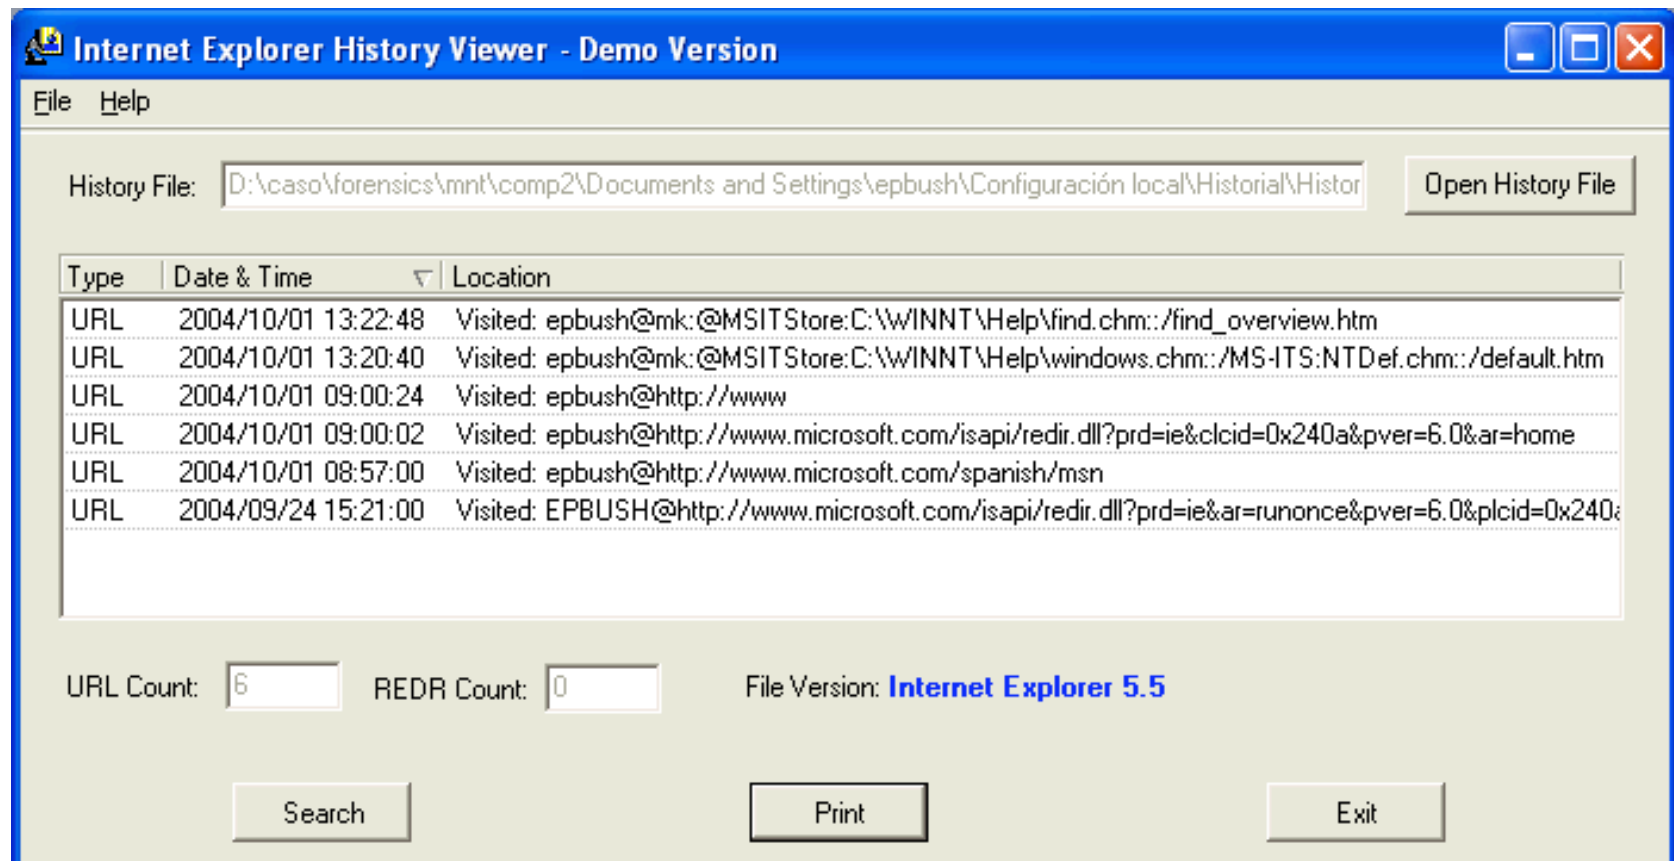 Internet Explorer History Viewer - Demo Version
File Help
History File: D:\caso\forensics\mnt\comp2\Documents and Settings\epbush\Configuración local\Historial\Histor Open History File
Type Date & Time Location
URL 2004/10/01 13:22:48 Visited: epbush@mk:@MSITStore:C:\WINNT\Help\find.chm::/find_overview.htm
URL 2004/10/01 13:20:40 Visited: epbush@mk:@MSITStore:C:\WINNT\Help\windows.chm::/MS-ITS:NTDef.chm::/default.htm
URL 2004/10/01 09:00:24 Visited: epbush@http://www
URL 2004/10/01 09:00:02 Visited: epbush@http://www.microsoft.com/isapi/redir.dll?prd=ie&clcid=0x240a&pver=6.0&ar=home
URL 2004/10/01 08:57:00 Visited: epbush@http://www.microsoft.com/spanish/msn
URL 2004/09/24 15:21:00 Visited: EPBUSH@http://www.microsoft.com/isapi/redir.dll?prd=ie&ar=runonce&pver=6.0&plcid=0x240a
URL Count: 6 REDR Count: 0 File Version: Internet Explorer 5.5
Search Print Exit